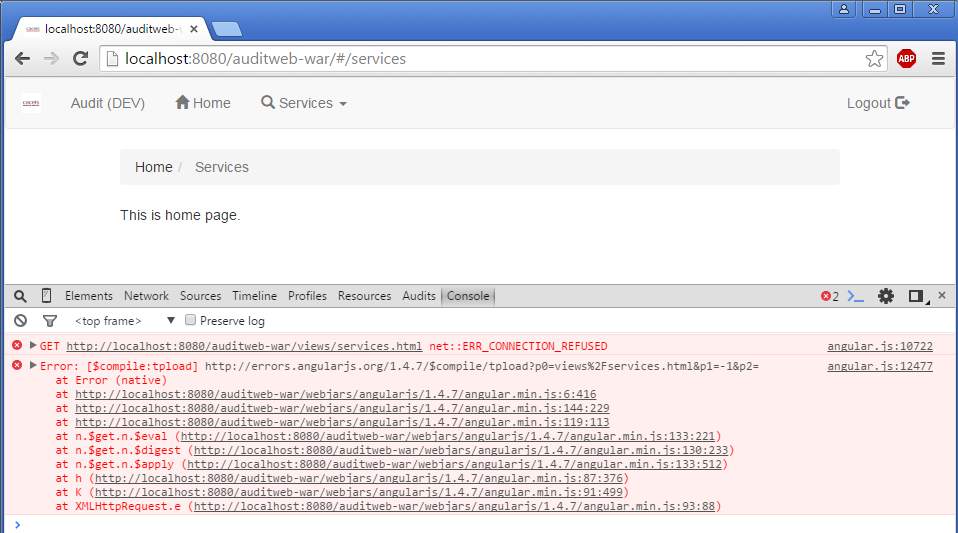 localhost:8080/auditweb-
localhost:8080/auditweb-war/#/services
ABP
Audit (DEV)
Home
Services
Logout
Home / Services
This is home page.
Elements Network Sources Timeline Profiles Resources Audits Console
2
<top frame>
Preserve log
GET http://localhost:8080/auditweb-war/views/services.html net::ERR_CONNECTION_REFUSED angular.js:10722
Error: [$compile:tpload] http://errors.angularjs.org/1.4.7/$compile/tpload?p0=views%2Fservices.html&p1=-1&p2= angular.js:12477
at Error (native)
at http://localhost:8080/auditweb-war/webjars/angularjs/1.4.7/angular.min.js:6:416
at http://localhost:8080/auditweb-war/webjars/angularjs/1.4.7/angular.min.js:144:229
at http://localhost:8080/auditweb-war/webjars/angularjs/1.4.7/angular.min.js:119:113
at n.$get.n.$eval (http://localhost:8080/auditweb-war/webjars/angularjs/1.4.7/angular.min.js:133:221)
at n.$get.n.$digest (http://localhost:8080/auditweb-war/webjars/angularjs/1.4.7/angular.min.js:130:233)
at n.$get.n.$apply (http://localhost:8080/auditweb-war/webjars/angularjs/1.4.7/angular.min.js:133:512)
at h (http://localhost:8080/auditweb-war/webjars/angularjs/1.4.7/angular.min.js:87:376)
at K (http://localhost:8080/auditweb-war/webjars/angularjs/1.4.7/angular.min.js:91:499)
at XMLHttpRequest.e (http://localhost:8080/auditweb-war/webjars/angularjs/1.4.7/angular.min.js:93:88)